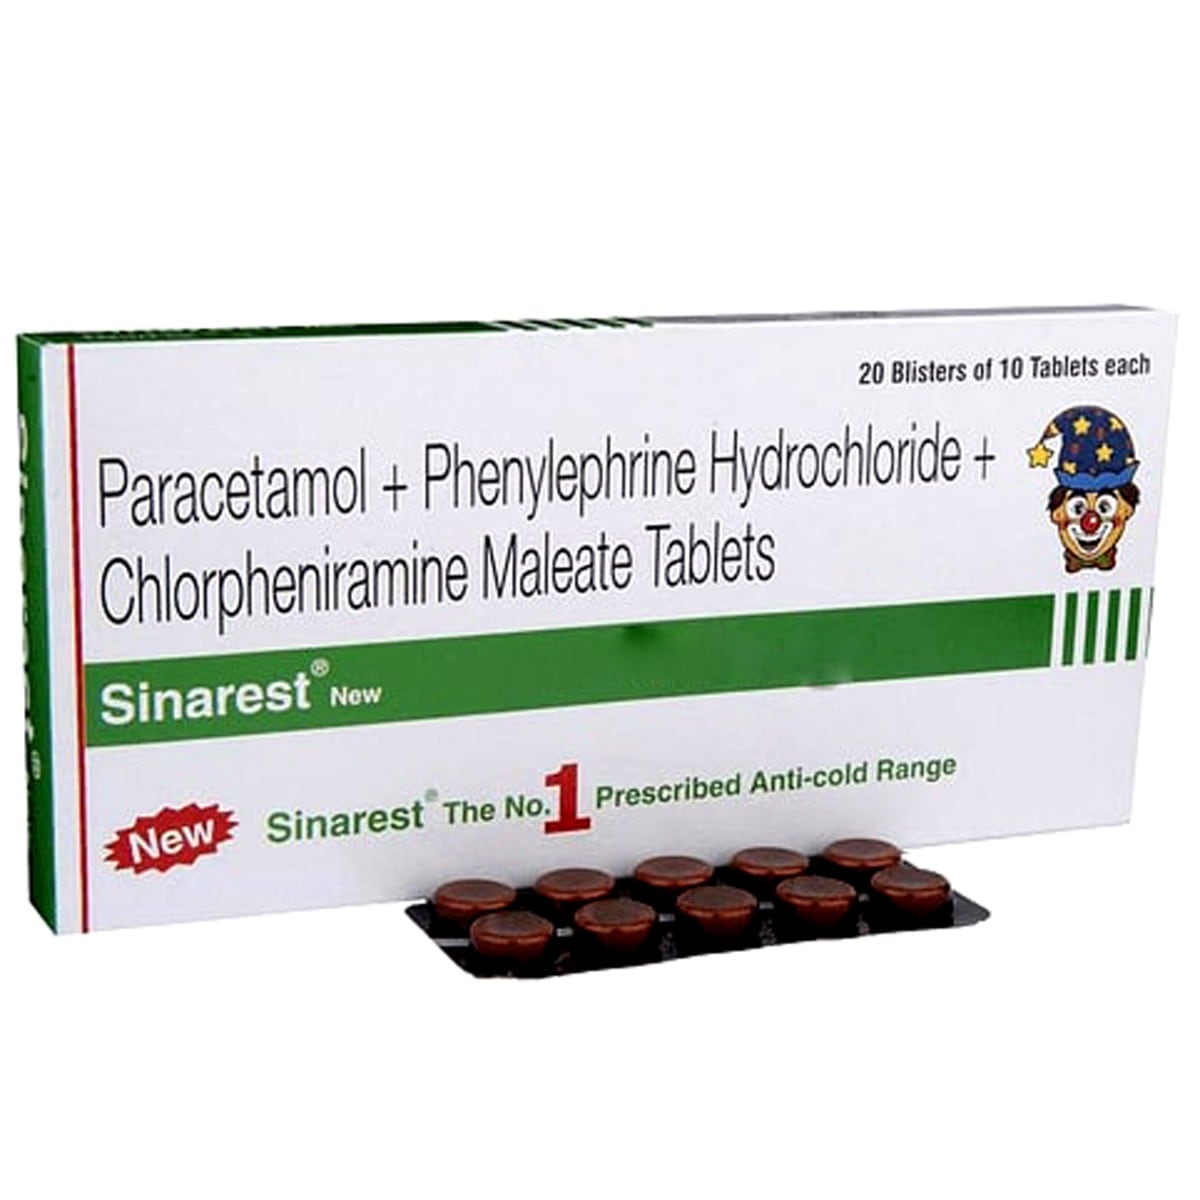 20 Blisters of 10 Tablets each
Paracetamol + Phenylephrine Hydrochloride +
Chlorpheniramine Maleate Tablets
Sinarest® New
New
Sinarest® The No.1 Prescribed Anti-cold Range